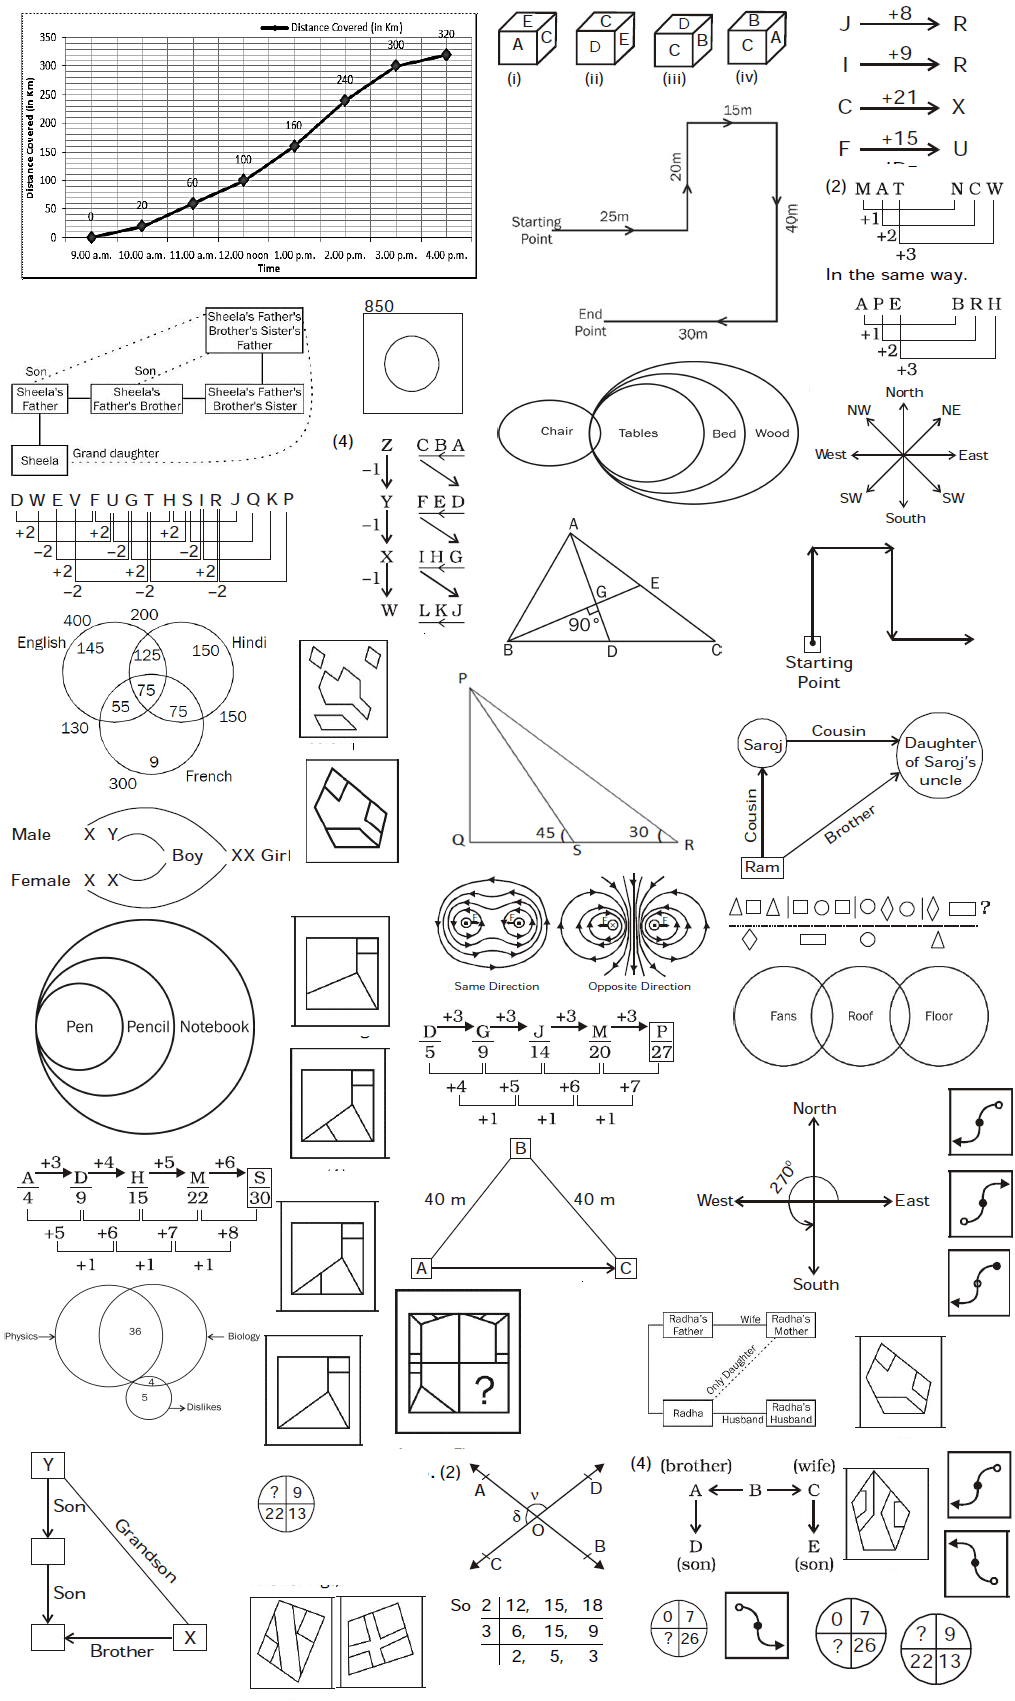 Distance Covered (in Km)
Distance Covered (in Km)
350
300
250
200
150
100
50
0
0
20
60
100
160
240
300
320
9.00 a.m. 10.00 a.m. 11.00 a.m. 12.00 noon 1.00 p.m. 2.00 p.m. 3.00 p.m. 4.00 p.m.
Time
E A C
C D E
D C B
B C A
(i) (ii) (iii) (iv)
J +8 R
I +9 R
C +21 X
F +15 U
15m
20m
25m
40m
Starting
Point
End
Point
30m
(2) M A T N C W
+1
+2
+3
In the same way.
A P E B R H
+1
+2
+3
Sheela's Father's
Brother's Sister's
Father
Son
Son
Sheela's
Father
Sheela's
Father's Brother
Sheela's Father's
Brother's Sister
Sheela
Grand daughter
850
(4)
Z C B A
-1
Y F E D
-1
X I H G
-1
W L K J
Chair Tables Bed Wood
North
NW NE
West East
SW SW
South
D W E V F U G T H S I R J Q K P
+2 +2 +2
-2 -2 -2
+2 +2 +2
-2 -2 -2
A
E
G
90°
B D C
Starting
Point
400 200
English Hindi
145 125 150
75
55 75
130 150
9
300 French
P
45 30
Q S R
Saroj
Cousin
Daughter
of Saroj's
uncle
Cousin
Brother
Ram
Male X Y
Boy XX Girl
Female X X
F F
F F
Same Direction Opposite Direction
?
Pen Pencil Notebook
D +3 G +3 J +3 M +3 P
5 9 14 20 27
+4 +5 +6 +7
+1 +1 +1
Fans Roof Floor
A +3 D +4 H +5 M +6 S
4 9 15 22 30
+5 +6 +7 +8
+1 +1 +1
B
40 m 40 m
A C
North
270°
West East
South
Physics 36 Biology
4
5
Dislikes
?
Radha's
Father
Wife
Radha's
Mother
Only Daughter
Radha
Husband
Radha's
Husband
Y
Son
Son
Grandson
Brother
X
? 9
22 13
. (2)
A D
ν
δ
O
C B
(4) (brother) (wife)
A B C
D E
(son) (son)
So 2 12, 15, 18
3 6, 15, 9
2, 5, 3
0 7
? 26
0 7
? 26
? 9
22 13